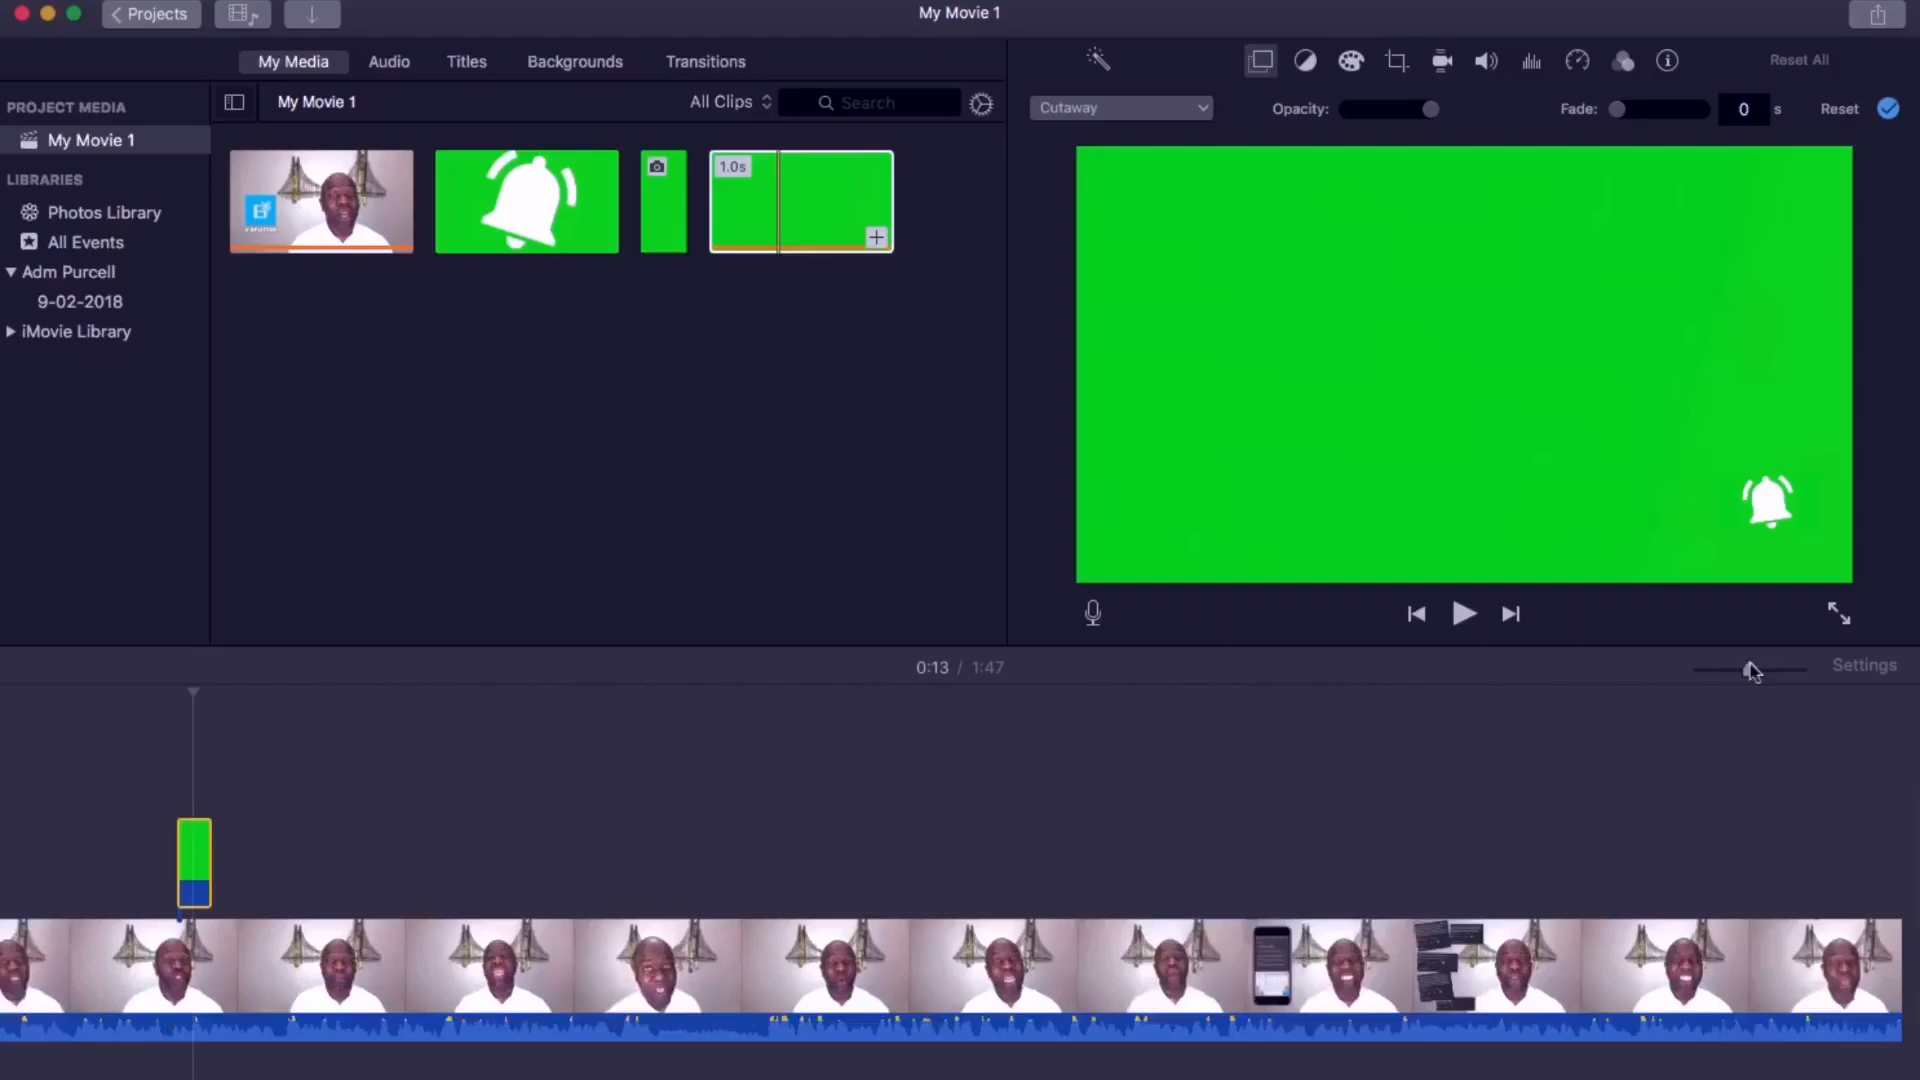 Projects
My Movie 1
My Media
Audio
Titles
Backgrounds
Transitions
Reset All
PROJECT MEDIA
My Movie 1
My Movie 1
All Clips
Search
Cutaway
Opacity:
Fade:
0
s
Reset
LIBRARIES
Photos Library
All Events
Adm Purcell
9-02-2018
iMovie Library
1.0s
0:13 / 1:47
Settings